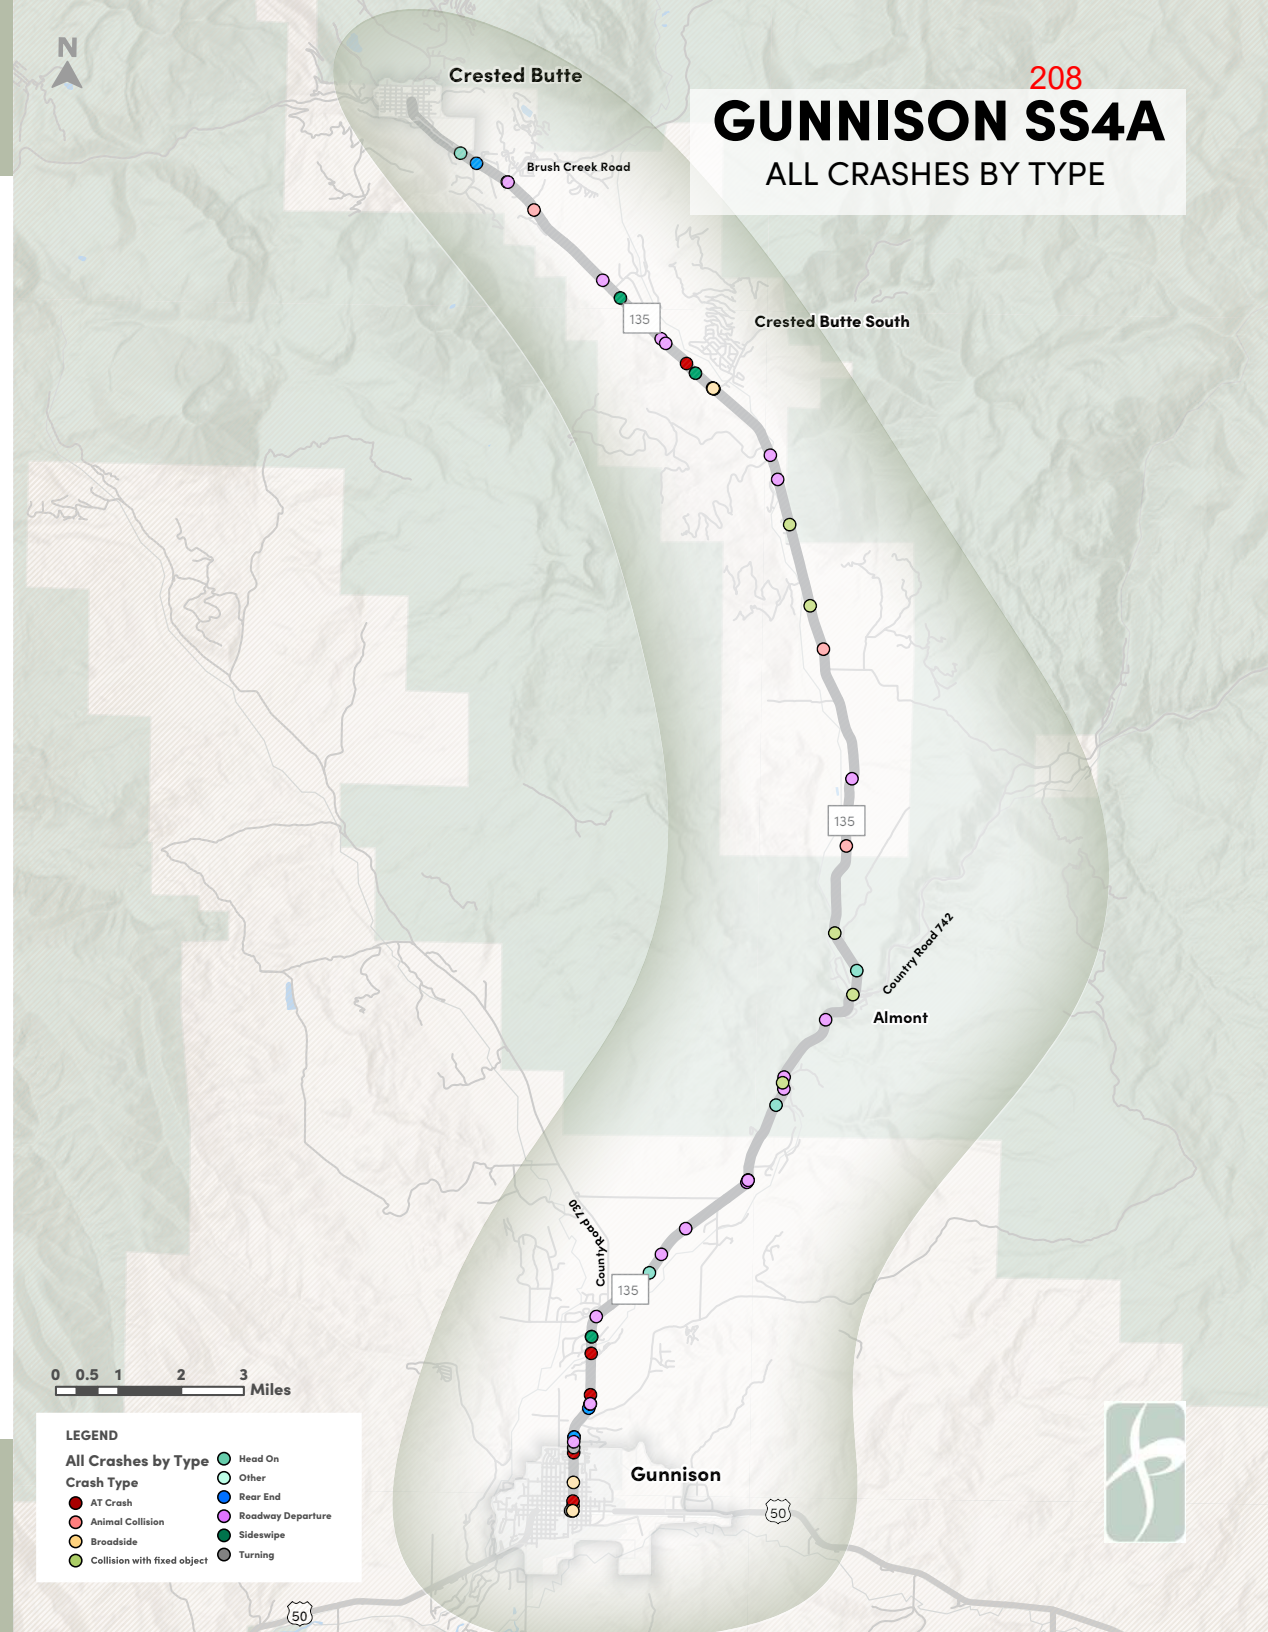 N
Crested Butte
208
GUNNISON SS4A
ALL CRASHES BY TYPE
Brush Creek Road
135
Crested Butte South
135
Country Road 742
Almont
County Road 730
135
0 0.5 1 2 3 Miles
LEGEND
All Crashes by Type
Crash Type
AT Crash
Animal Collision
Broadside
Collision with fixed object
Head On
Other
Rear End
Roadway Departure
Sideswipe
Turning
Gunnison
50
50